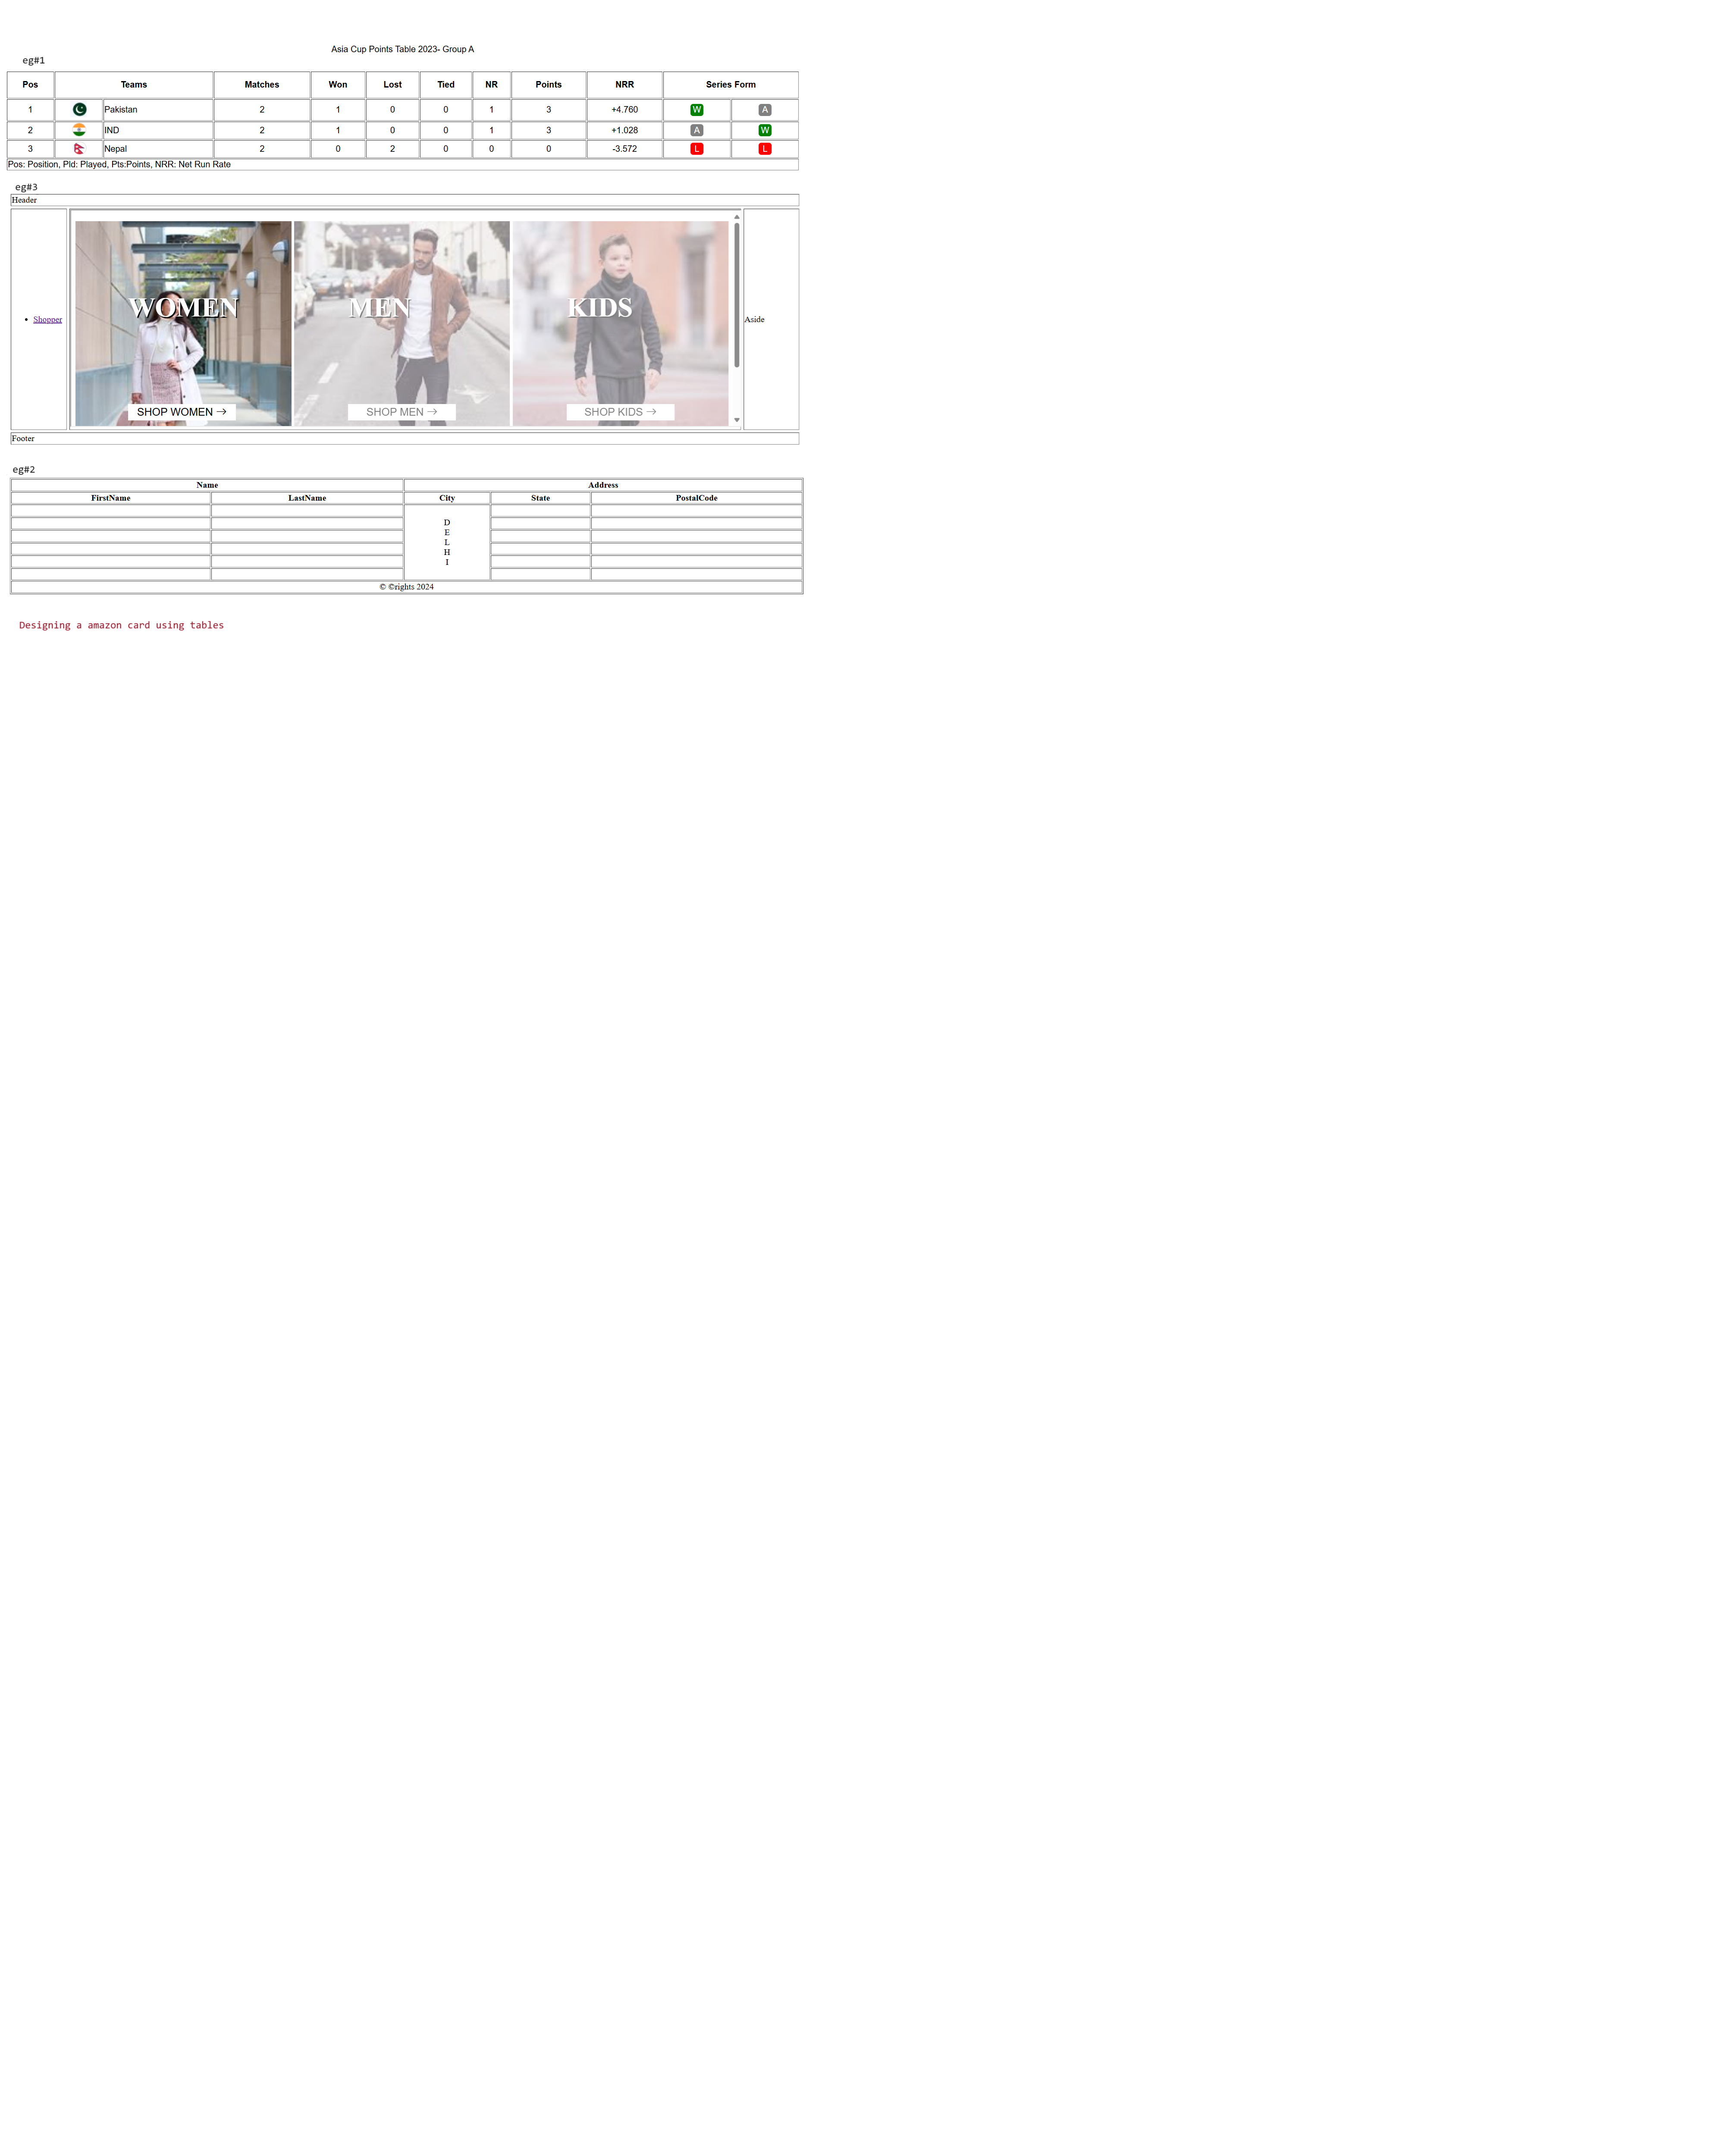 Asia Cup Points Table 2023- Group A
eg#1
Pos Teams Matches Won Lost Tied NR Points NRR Series Form
1 Pakistan 2 1 0 0 1 3 +4.760 W A
2 IND 2 1 0 0 1 3 +1.028 A W
3 Nepal 2 0 2 0 0 0 -3.572 L L
Pos: Position, Pld: Played, Pts:Points, NRR: Net Run Rate
eg#3
Header
Shopper
WOMEN
SHOP WOMEN →
MEN
SHOP MEN →
KIDS
SHOP KIDS →
Aside
Footer
eg#2
Name Address
FirstName LastName City State PostalCode
D
E
L
H
I
© ©rights 2024
Designing a amazon card using tables